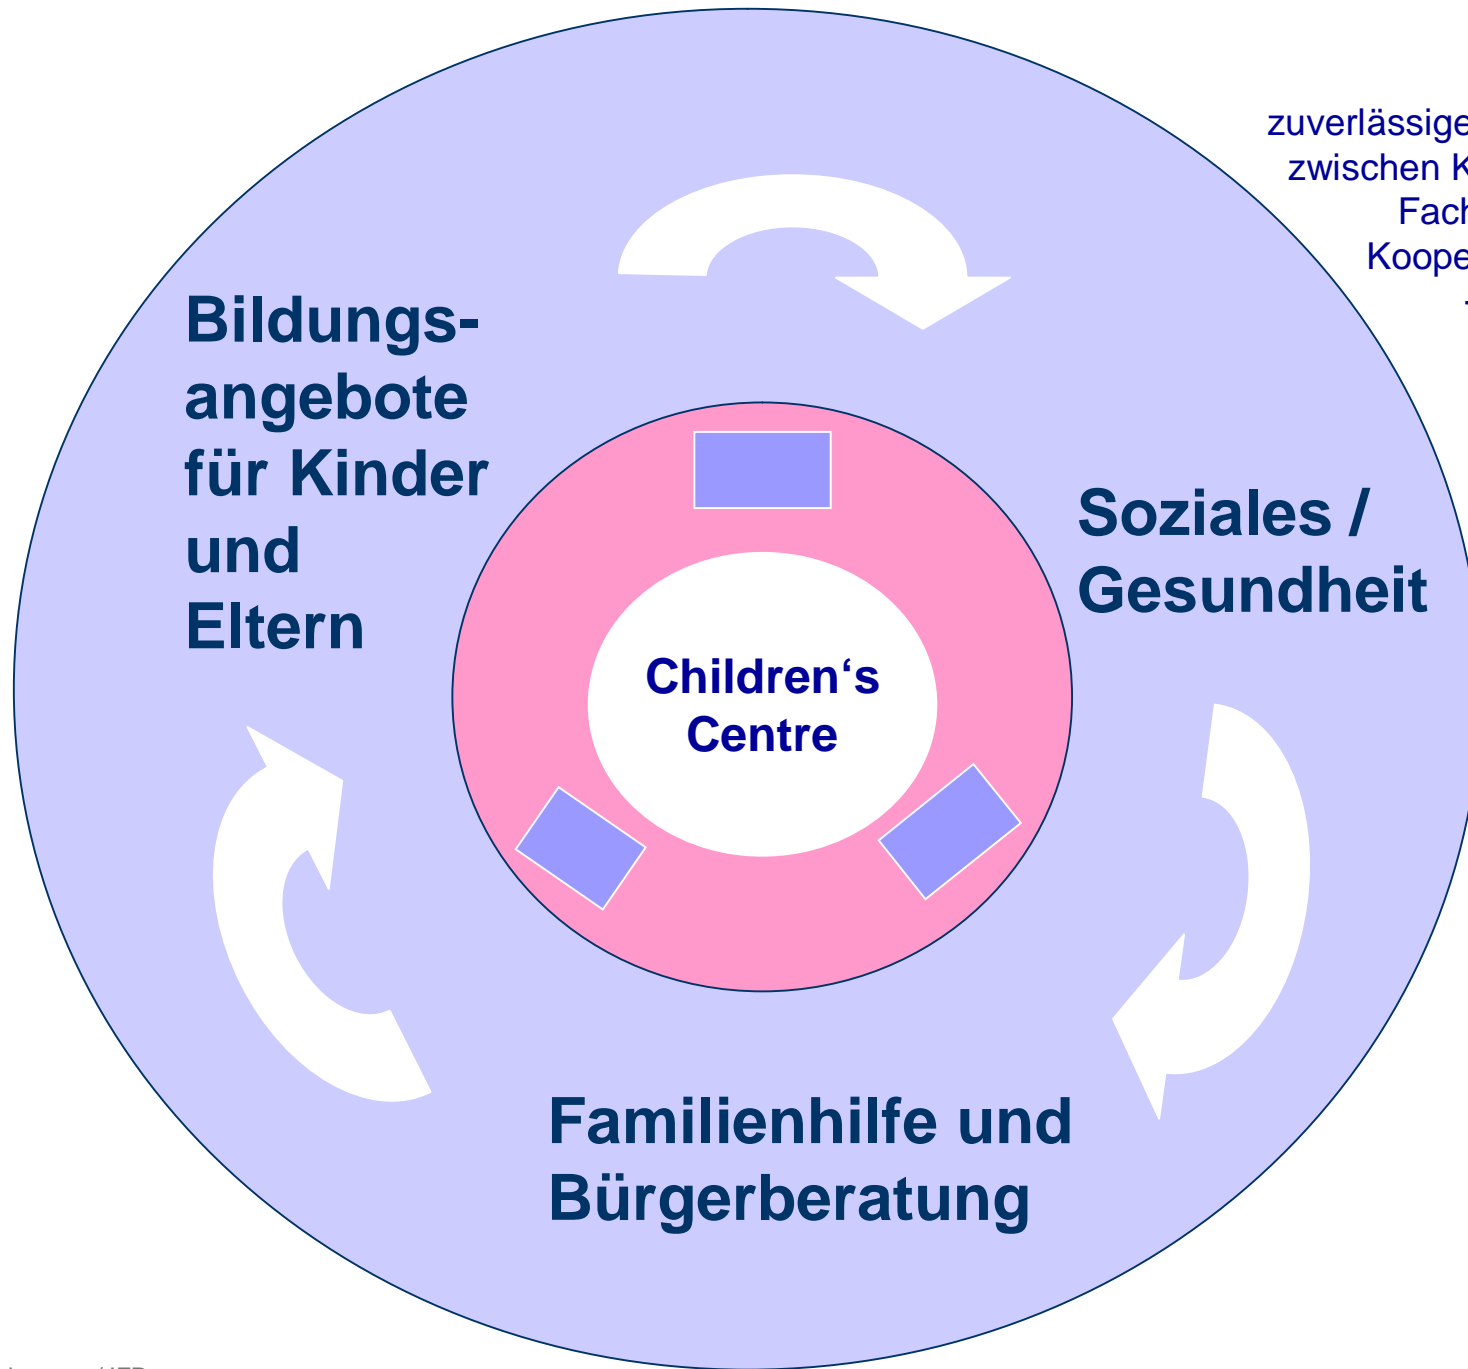 zuverlässige
zwischen K
Fach
Koope
Bildungs-
angebote
für Kinder
und
Eltern
Soziales /
Gesundheit
Children‘s
Centre
Familienhilfe und
Bürgerberatung